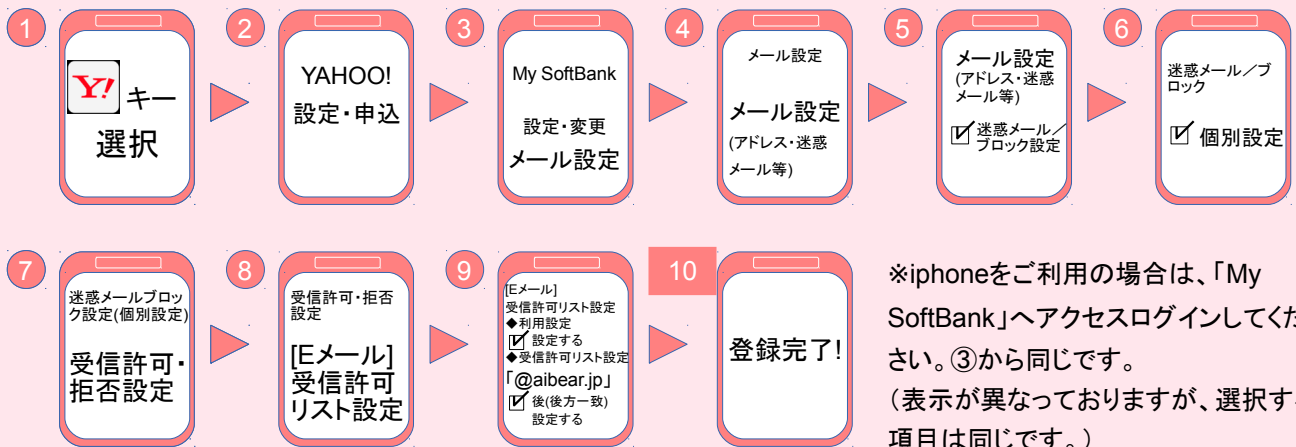 1
Y!キー
選択
2
YAHOO!
設定・申込
3
My SoftBank
設定・変更
メール設定
4
メール設定
メール設定
(アドレス・迷惑
メール等)
5
メール設定
(アドレス・迷惑
メール等)
迷惑メール／
ブロック設定
6
迷惑メール／ブ
ロック
個別設定
7
迷惑メールブロッ
ク設定(個別設定)
受信許可・
拒否設定
8
受信許可・拒否
設定
[Eメール]
受信許可
リスト設定
9
[Eメール]
受信許可リスト設定
◆利用設定
設定する
◆受信許可リスト設定
「@aibear.jp」
後(後方一致)
設定する
10
登録完了!
※iphoneをご利用の場合は、「My
SoftBank」へアクセスログインしてくだ
さい。③から同じです。
（表示が異なっておりますが、選択す
項目は同じです。）